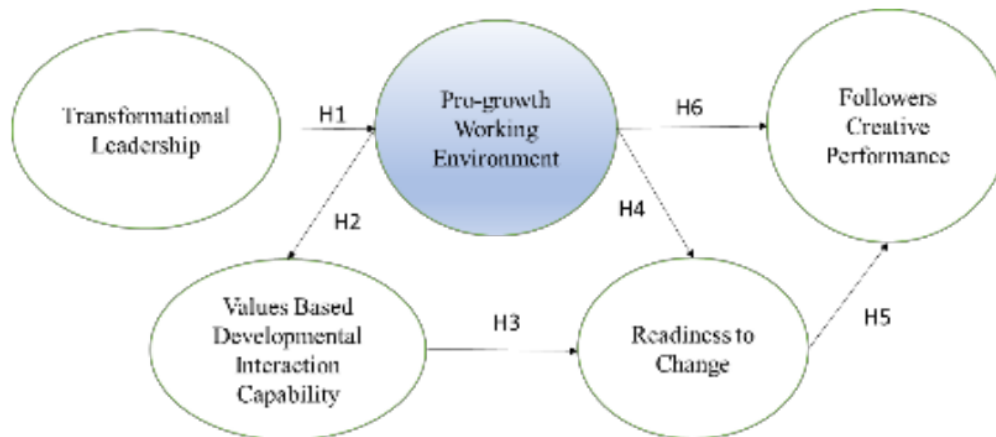 Transformational
Leadership
H1
Pro-growth
Working
Environment
H6
Followers
Creative
Performance
H2
H4
Values Based
Developmental
Interaction
Capability
H3
Readiness to
Change
H5